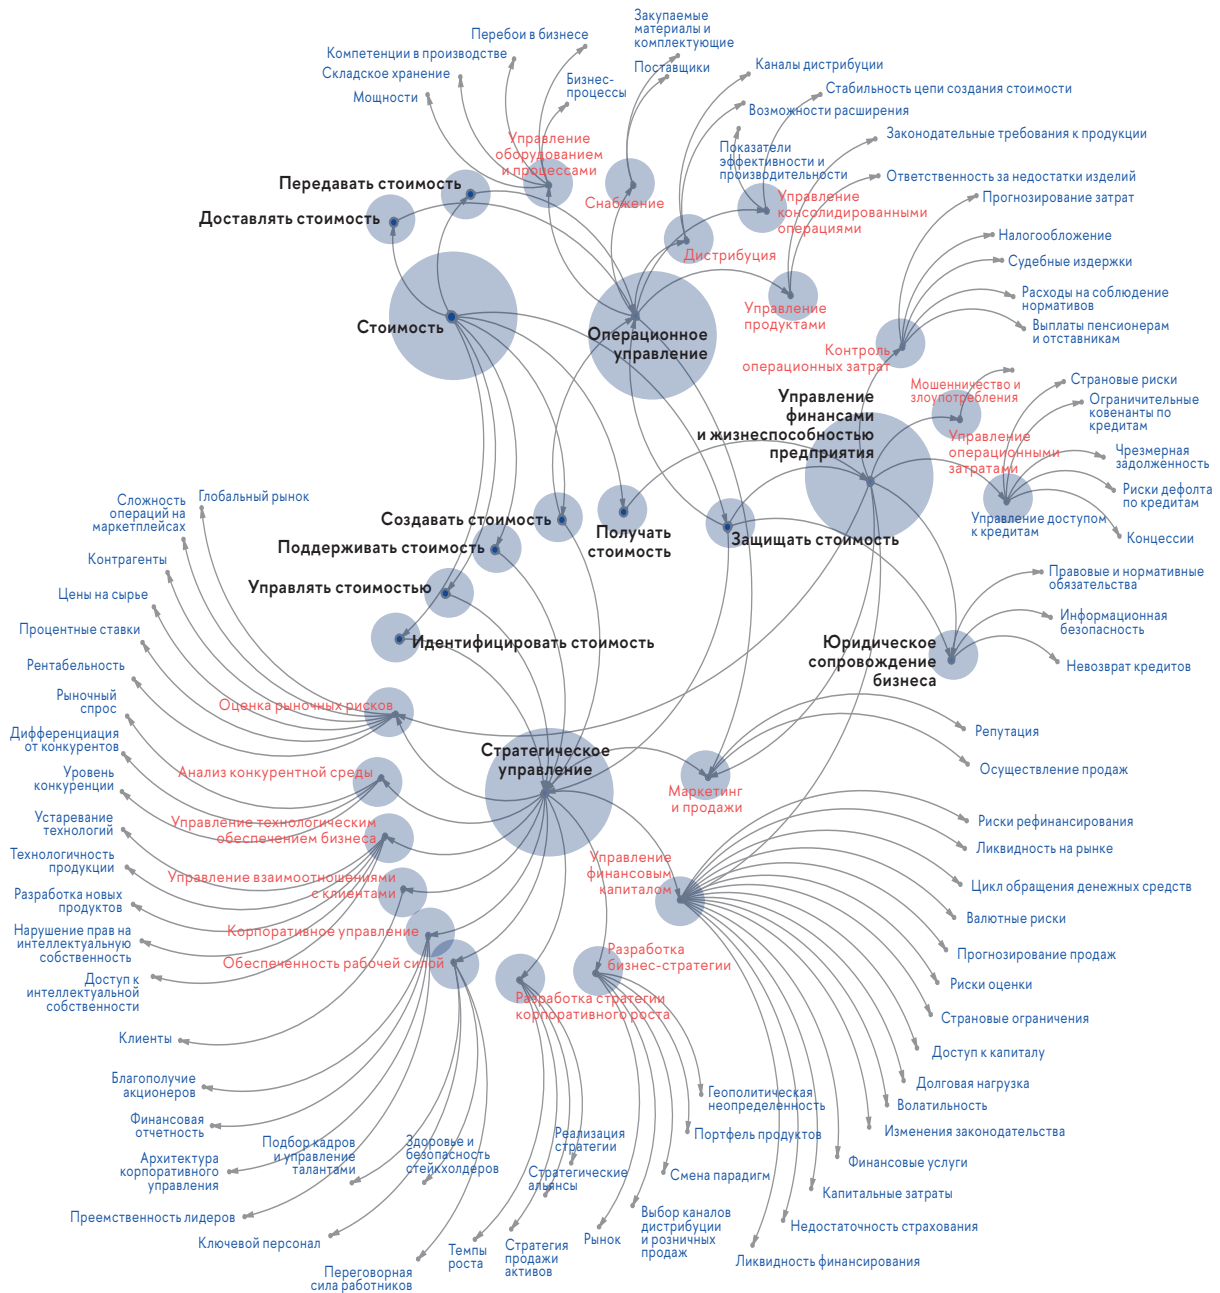 Закупаемые
материалы и
комплектующие
Перебои в бизнесе
Компетенции в производстве
Складское хранение
Мощности
Бизнес-
процессы
Поставщики
Каналы дистрибуции
Стабильность цепи создания стоимости
Возможности расширения
Законодательные требования к продукции
Показатели
эффективности и
производительности
Ответственность за недостатки изделий
Управление
оборудованием
и процессами
Снабжение
Управление
консолидированными
операциями
Прогнозирование затрат
Передавать стоимость
Доставлять стоимость
Дистрибуция
Налогообложение
Судебные издержки
Расходы на соблюдение
нормативов
Выплаты пенсионерам
и отставникам
Управление
продуктами
Стоимость
Операционное
управление
Контроль
операционных затрат
Мошенничество и
злоупотребления
Страновые риски
Ограничительные
ковенанты по
кредитам
Управление
финансами
и жизнеспособностью
предприятия
Управление
операционными
затратами
Чрезмерная
задолженность
Риски дефолта
по кредитам
Управление доступом
к кредитам
Концессии
Глобальный рынок
Сложность
операций на
маркетплейсах
Контрагенты
Цены на сырье
Процентные ставки
Рентабельность
Рыночный
спрос
Дифференциация
от конкурентов
Уровень
конкуренции
Устаревание
технологий
Технологичность
продукции
Разработка новых
продуктов
Нарушение прав на
интеллектуальную
собственность
Доступ к
интеллектуальной
собственности
Клиенты
Создавать стоимость
Поддерживать стоимость
Управлять стоимостью
Идентифицировать стоимость
Получать
стоимость
Защищать стоимость
Правовые и нормативные
обязательства
Информационная
безопасность
Невозврат кредитов
Юридическое
сопровождение
бизнеса
Оценка рыночных рисков
Анализ конкурентной среды
Управление технологическим
обеспечением бизнеса
Управление взаимоотношениями
с клиентами
Корпоративное управление
Обеспеченность рабочей силой
Стратегическое
управление
Маркетинг
и продажи
Управление
финансовым
капиталом
Разработка
бизнес-стратегии
Разработка стратегии
корпоративного роста
Репутация
Осуществление продаж
Риски рефинансирования
Ликвидность на рынке
Цикл обращения денежных средств
Валютные риски
Прогнозирование продаж
Риски оценки
Страновые ограничения
Доступ к капиталу
Долговая нагрузка
Волатильность
Изменения законодательства
Финансовые услуги
Капитальные затраты
Недостаточность страхования
Ликвидность финансирования
Геополитическая
неопределенность
Портфель продуктов
Смена парадигм
Выбор каналов
дистрибуции
и розничных
продаж
Рынок
Реализация
стратегии
Стратегические
альянсы
Стратегия
продажи
активов
Темпы
роста
Здоровье и
безопасность
стейкхолдеров
Подбор кадров
и управление
талантами
Благополучие
акционеров
Финансовая
отчетность
Архитектура
корпоративного
управления
Преемственность лидеров
Ключевой персонал
Переговорная
сила работников